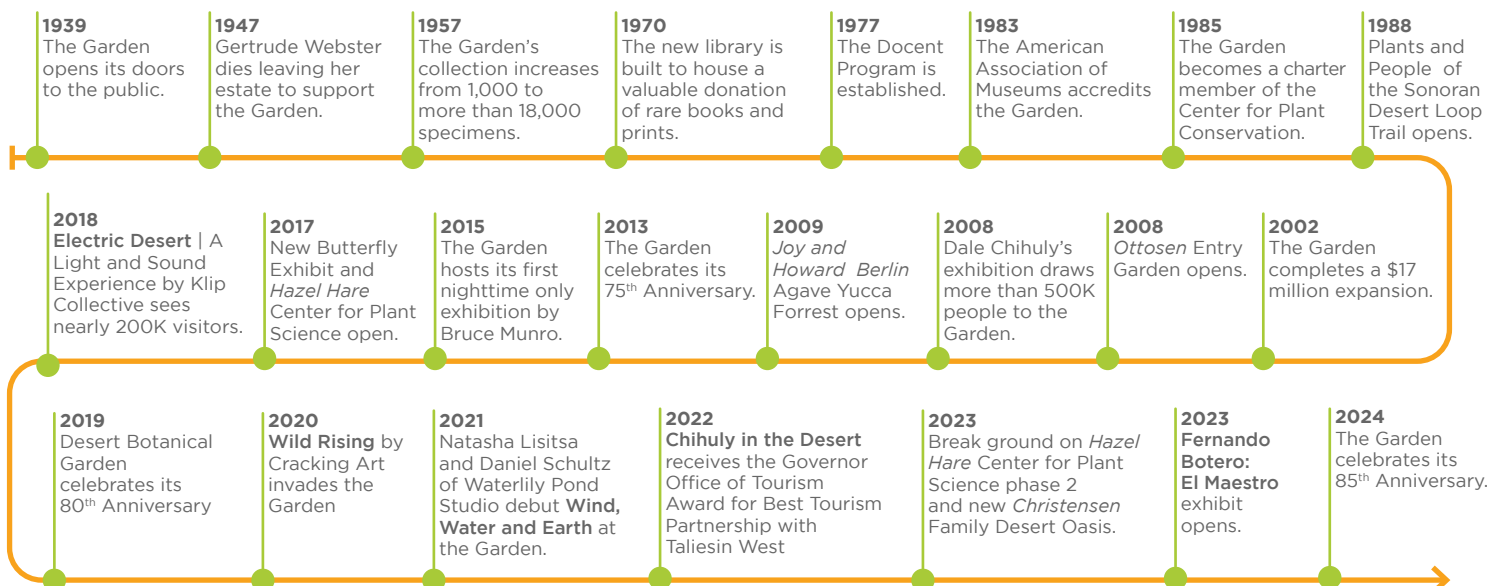 1939
The Garden
opens its doors
to the public.
1947
Gertrude Webster
dies leaving her
estate to support
the Garden.
1957
The Garden’s
collection increases
from 1,000 to
more than 18,000
specimens.
1970
The new library is
built to house a
valuable donation
of rare books and
prints.
1977
The Docent
Program is
established.
1983
The American
Association of
Museums accredits
the Garden.
1985
The Garden
becomes a charter
member of the
Center for Plant
Conservation.
1988
Plants and
People of
the Sonoran
Desert Loop
Trail opens.
2018
Electric Desert | A
Light and Sound
Experience by Klip
Collective sees
nearly 200K visitors.
2017
New Butterfly
Exhibit and
Hazel Hare
Center for Plant
Science open.
2015
The Garden
hosts its first
nighttime only
exhibition by
Bruce Munro.
2013
The Garden
celebrates its
75th Anniversary.
2009
Joy and
Howard Berlin
Agave Yucca
Forrest opens.
2008
Dale Chihuly’s
exhibition draws
more than 500K
people to the
Garden.
2008
Ottosen Entry
Garden opens.
2002
The Garden
completes a $17
million expansion.
2019
Desert Botanical
Garden
celebrates its
80th Anniversary
2020
Wild Rising by
Cracking Art
invades the
Garden
2021
Natasha Lisitsa
and Daniel Schultz
of Waterlily Pond
Studio debut Wind,
Water and Earth at
the Garden.
2022
Chihuly in the Desert
receives the Governor
Office of Tourism
Award for Best Tourism
Partnership with
Taliesin West
2023
Break ground on Hazel
Hare Center for Plant
Science phase 2
and new Christensen
Family Desert Oasis.
2023
Fernando
Botero:
El Maestro
exhibit
opens.
2024
The Garden
celebrates its
85th Anniversary.